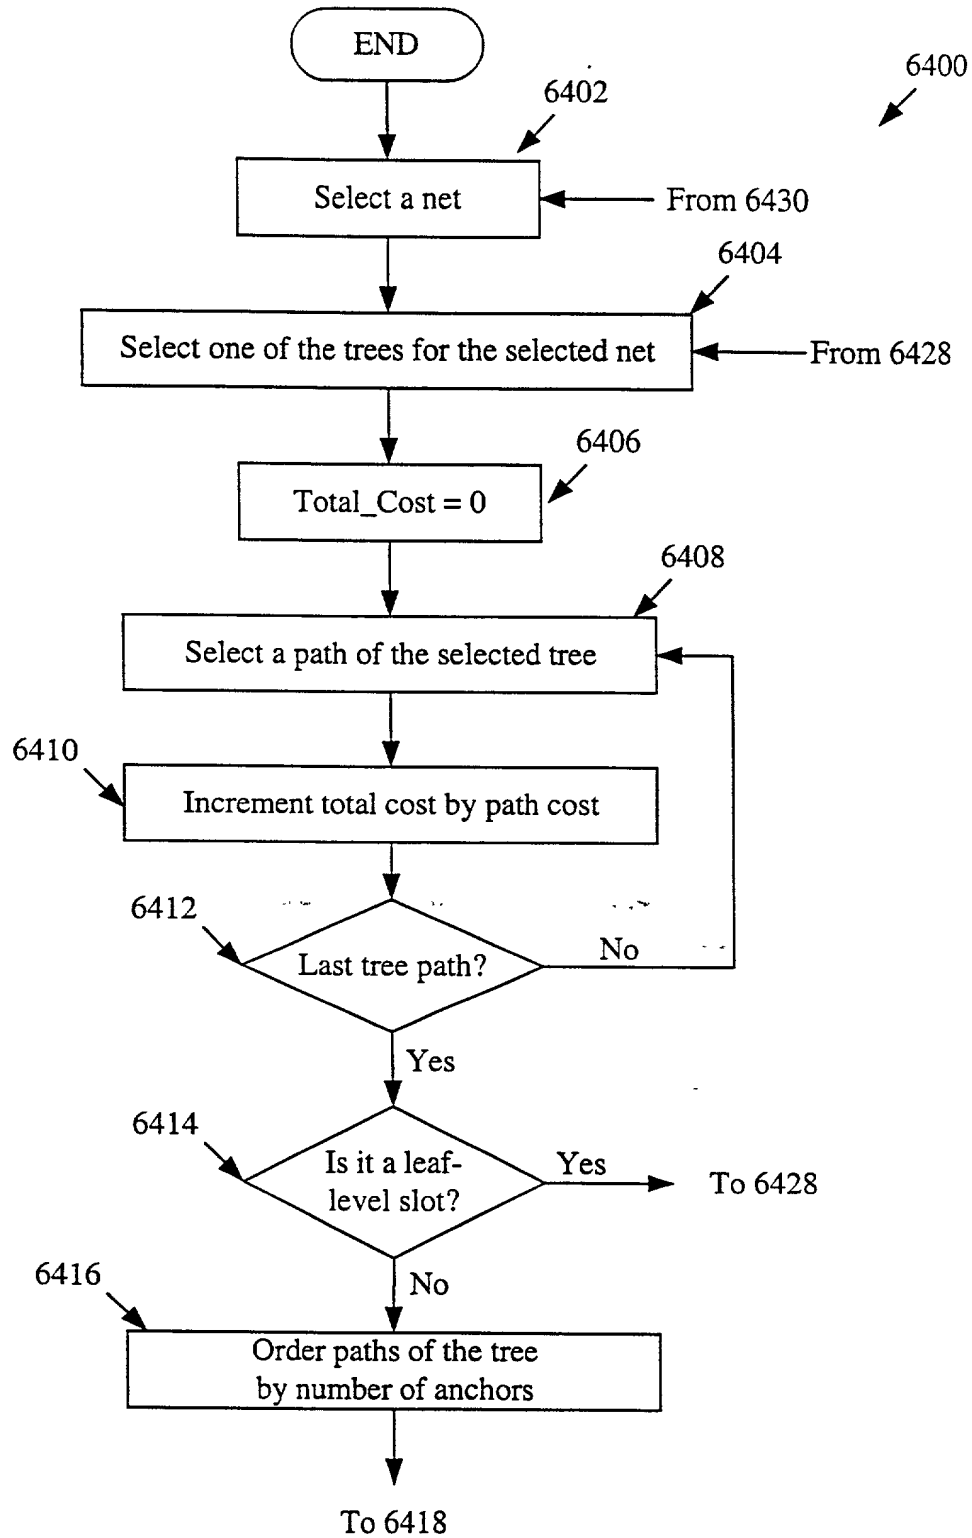 END
6400
6402
Select a net
From 6430
6404
Select one of the trees for the selected net
From 6428
6406
Total_Cost = 0
6408
Select a path of the selected tree
6410
Increment total cost by path cost
6412
Last tree path?
No
Yes
6414
Is it a leaf-
level slot?
Yes
To 6428
No
6416
Order paths of the tree
by number of anchors
To 6418